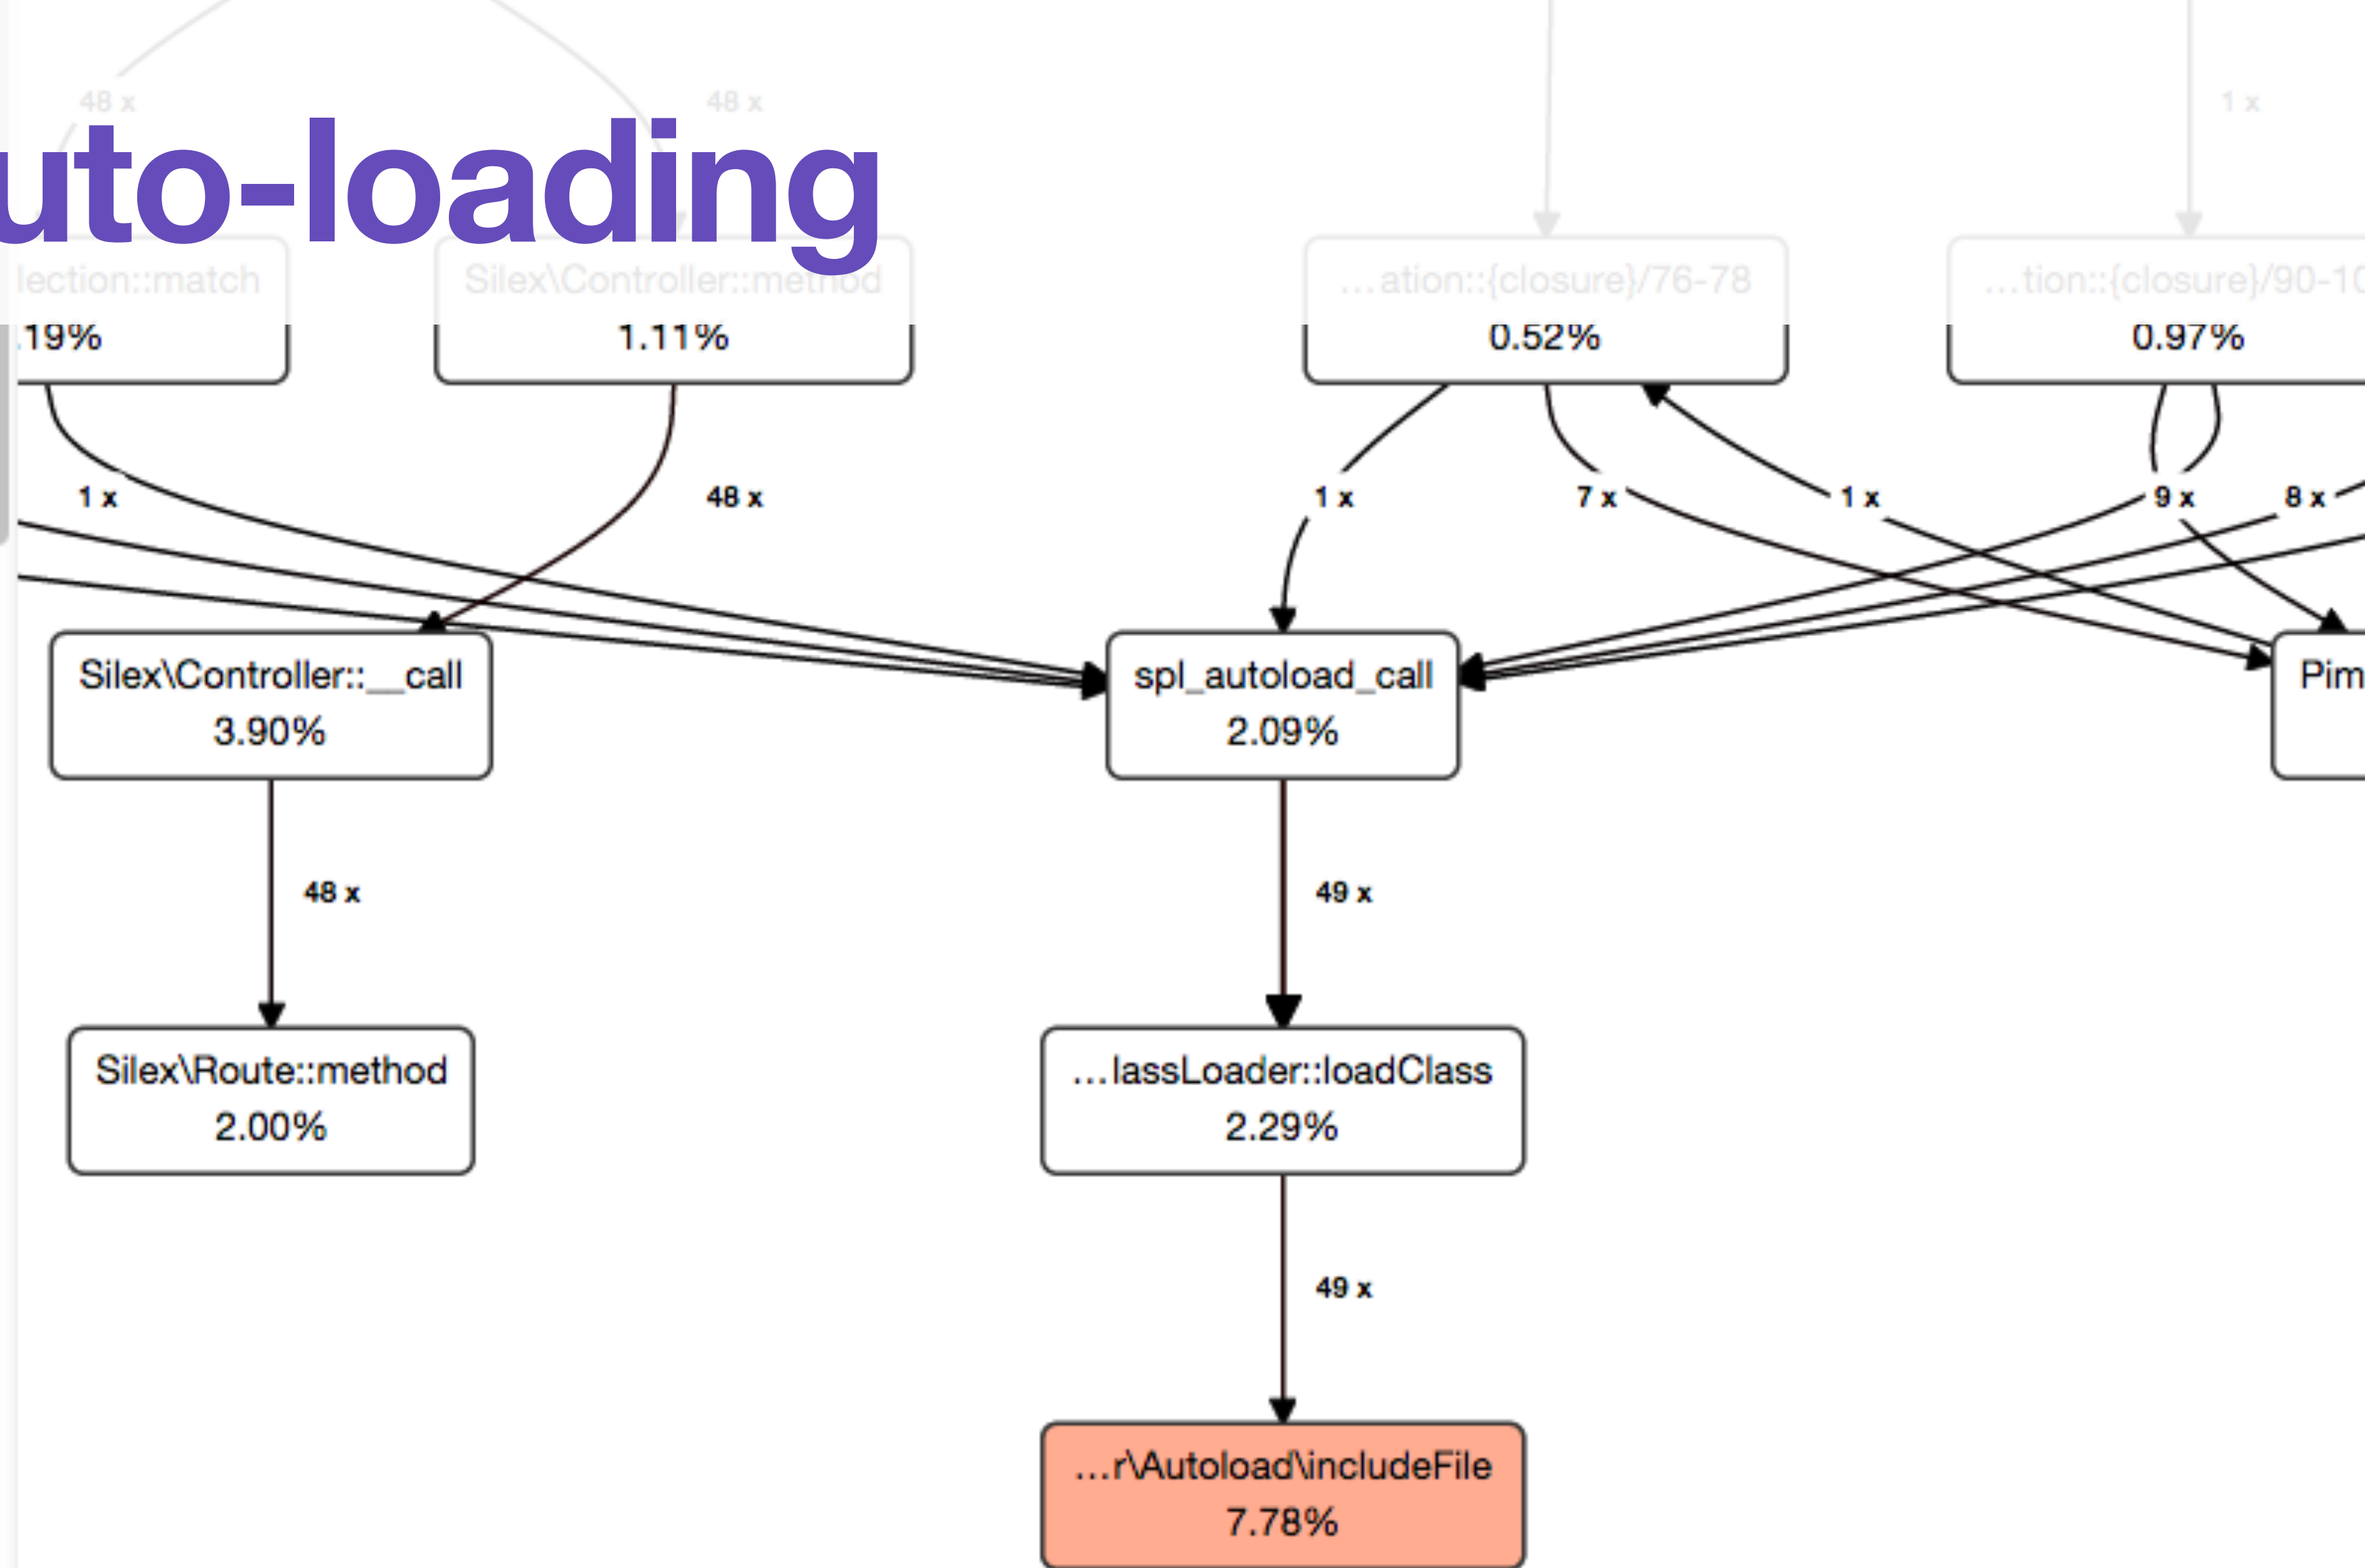 48 x
48 x
1 x
uto-loading
lection::match
.19%
Silex\Controller::method
1.11%
...ation::{closure}/76-78
0.52%
...tion::{closure}/90-10
0.97%
1 x
48 x
1 x
7 x
1 x
9 x
8 x
Silex\Controller::__call
3.90%
spl_autoload_call
2.09%
Pim
48 x
49 x
Silex\Route::method
2.00%
...lassLoader::loadClass
2.29%
49 x
...r\Autoload\includeFile
7.78%